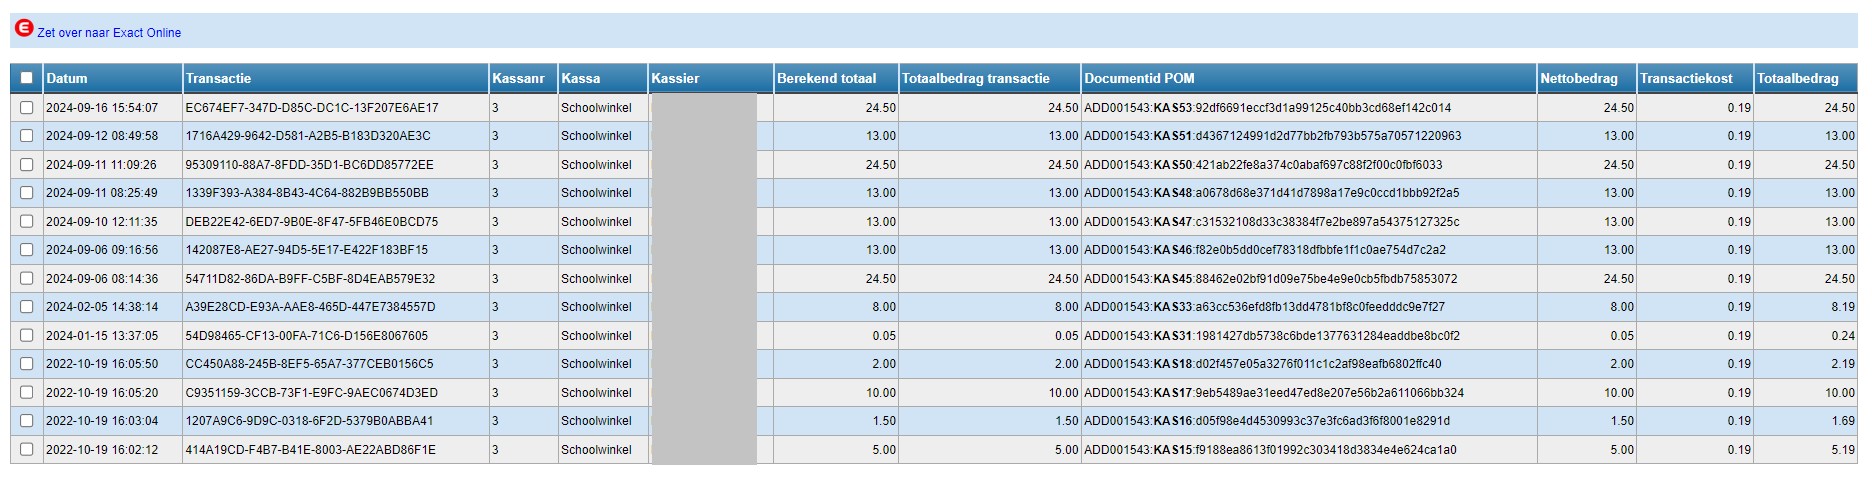 Zet over naar Exact Online
Datum Transactie Kassanr Kassa Kassier Berekend totaal Totaalbedrag transactie Documentid POM Nettobedrag Transactiekost Totaalbedrag
2024-09-16 15:54:07 EC674EF7-347D-D85C-DC1C-13F207E6AE17 3 Schoolwinkel 24.50 24.50 ADD001543:KAS53:92df6691eccf3d1a99125c40bb3cd68ef142c014 24.50 0.19 24.50
2024-09-12 08:49:58 1716A429-9642-D581-A2B5-B183D320AE3C 3 Schoolwinkel 13.00 13.00 ADD001543:KAS51:d4367124991d2d77bb2fb793b575a70571220963 13.00 0.19 13.00
2024-09-11 11:09:26 95309110-88A7-8FDD-35D1-BC6DD85772EE 3 Schoolwinkel 24.50 24.50 ADD001543:KAS50:421ab22fe8a374c0abaf697c88f2f00c0fbf6033 24.50 0.19 24.50
2024-09-11 08:25:49 1339F393-A384-8B43-4C64-882B9BB550BB 3 Schoolwinkel 13.00 13.00 ADD001543:KAS48:a0678d68e371d41d7898a17e9c0ccd1bbb92f2a5 13.00 0.19 13.00
2024-09-10 12:11:35 DEB22E42-6ED7-9B0E-8F47-5FB46E0BCD75 3 Schoolwinkel 13.00 13.00 ADD001543:KAS47:c31532108d33c38384f7e2be897a54375127325c 13.00 0.19 13.00
2024-09-06 09:16:56 142087E8-AE27-94D5-5E17-E422F183BF15 3 Schoolwinkel 13.00 13.00 ADD001543:KAS46:f82e0b5dd0cef78318dfbbfe1f1c0ae754d7c2a2 13.00 0.19 13.00
2024-09-06 08:14:36 54711D82-86DA-B9FF-C5BF-8D4EAB579E32 3 Schoolwinkel 24.50 24.50 ADD001543:KAS45:88462e02bf91d09e75be4e9e0cb5fbdb75853072 24.50 0.19 24.50
2024-02-05 14:38:14 A39E28CD-E93A-AAE8-465D-447E7384557D 3 Schoolwinkel 8.00 8.00 ADD001543:KAS33:a63cc536efd8fb13dd4781bf8c0feedddc9e7f27 8.00 0.19 8.19
2024-01-15 13:37:05 54D98465-CF13-00FA-71C6-D156E8067605 3 Schoolwinkel 0.05 0.05 ADD001543:KAS31:1981427db5738c6bde1377631284eaddbe8bc0f2 0.05 0.19 0.24
2022-10-19 16:05:50 CC450A88-245B-8EF5-65A7-377CEB0156C5 3 Schoolwinkel 2.00 2.00 ADD001543:KAS18:d02f457e05a3276f011c1c2af98eafb6802ffc40 2.00 0.19 2.19
2022-10-19 16:05:20 C9351159-3CCB-73F1-E9FC-9AEC0674D3ED 3 Schoolwinkel 10.00 10.00 ADD001543:KAS17:9eb5489ae31eed47ed8e207e56b2a611066bb324 10.00 0.19 10.00
2022-10-19 16:03:04 1207A9C6-9D9C-0318-6F2D-5379B0ABBA41 3 Schoolwinkel 1.50 1.50 ADD001543:KAS16:d05f98e4d4530993c37e3fc6ad3f6f8001e8291d 1.50 0.19 1.69
2022-10-19 16:02:12 414A19CD-F4B7-B41E-8003-AE22ABD86F1E 3 Schoolwinkel 5.00 5.00 ADD001543:KAS15:f9188ea8613f01992c303418d3834e4e624ca1a0 5.00 0.19 5.19